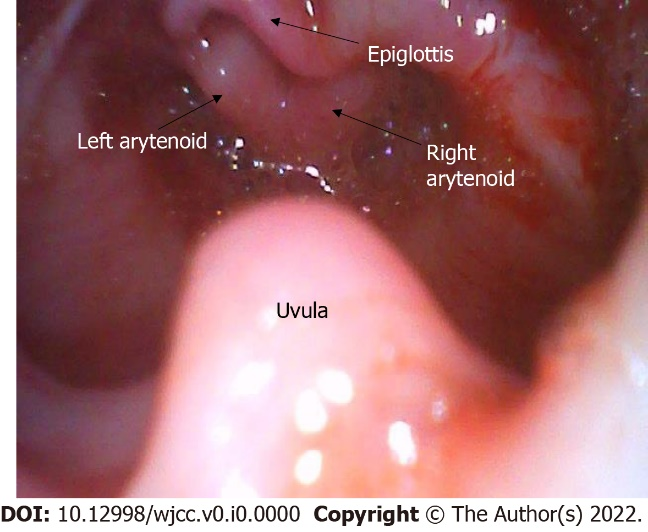 Epiglottis
Left arytenoid
Right
arytenoid
Uvula
DOI: 10.12998/wjcc.v0.i0.0000 Copyright © The Author(s) 2022.